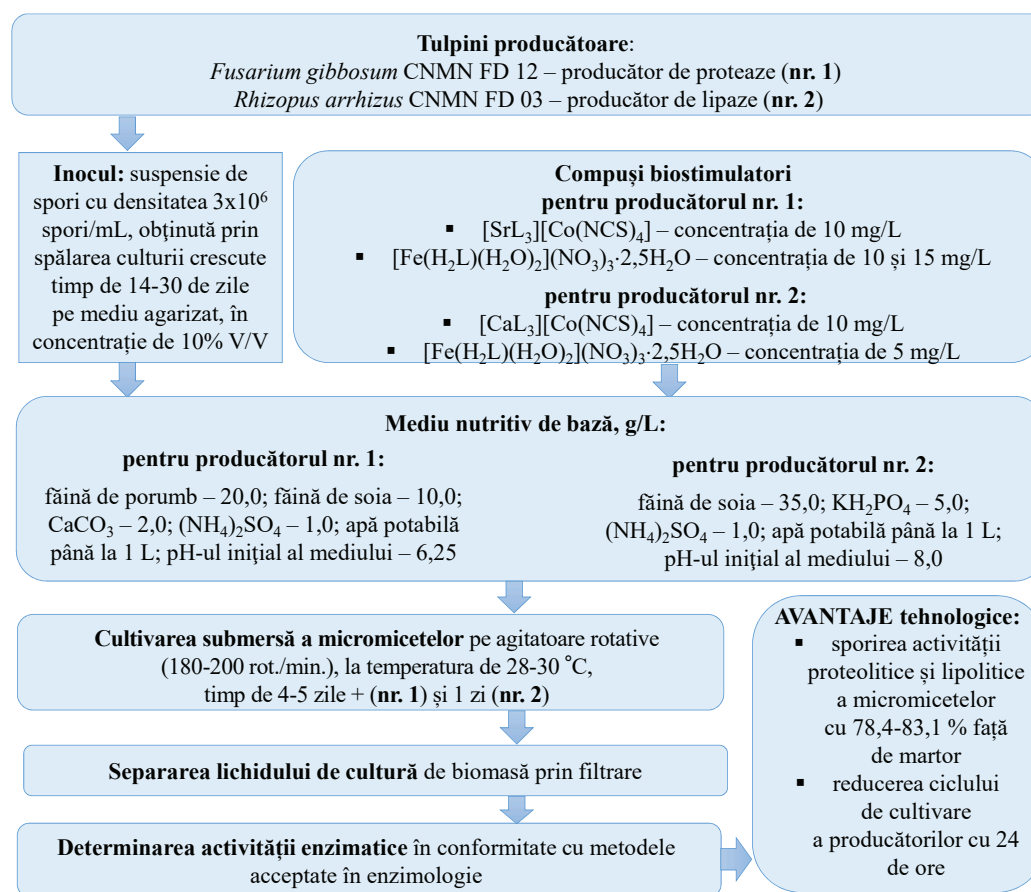 Tulpini producătoare:
Fusarium gibbosum CNMN FD 12 – producător de proteaze (nr. 1)
Rhizopus arrhizus CNMN FD 03 – producător de lipaze (nr. 2)
Inocul: suspensie de
spori cu densitatea 3x10⁶
spori/mL, obţinută prin
spălarea culturii crescute
timp de 14-30 de zile
pe mediu agarizat, în
concentrație de 10% V/V
Compuși biostimulatori
pentru producătorul nr. 1:
▪ [SrL₃][Co(NCS)₄] – concentrația de 10 mg/L
▪ [Fe(H₂L)(H₂O)₂](NO₃)₃·2,5H₂O – concentrația de 10 și 15 mg/L
pentru producătorul nr. 2:
▪ [CaL₃][Co(NCS)₄] – concentrația de 10 mg/L
▪ [Fe(H₂L)(H₂O)₂](NO₃)₃·2,5H₂O – concentrația de 5 mg/L
Mediu nutritiv de bază, g/L:
pentru producătorul nr. 1:
făină de porumb – 20,0; făină de soia – 10,0;
CaCO₃ – 2,0; (NH₄)₂SO₄ – 1,0; apă potabilă
până la 1 L; pH-ul iniţial al mediului – 6,25
pentru producătorul nr. 2:
făină de soia – 35,0; KH₂PO₄ – 5,0;
(NH₄)₂SO₄ – 1,0; apă potabilă până la 1 L;
pH-ul iniţial al mediului – 8,0
Cultivarea submersă a micromicetelor pe agitatoare rotative
(180-200 rot./min.), la temperatura de 28-30 °C,
timp de 4-5 zile + (nr. 1) și 1 zi (nr. 2)
Separarea lichidului de cultură de biomasă prin filtrare
Determinarea activității enzimatice în conformitate cu metodele
acceptate în enzimologie
AVANTAJE tehnologice:
▪ sporirea activității
proteolitice și lipolitice
a micromicetelor
cu 78,4-83,1 % față
de martor
▪ reducerea ciclului
de cultivare
a producătorilor cu 24
de ore